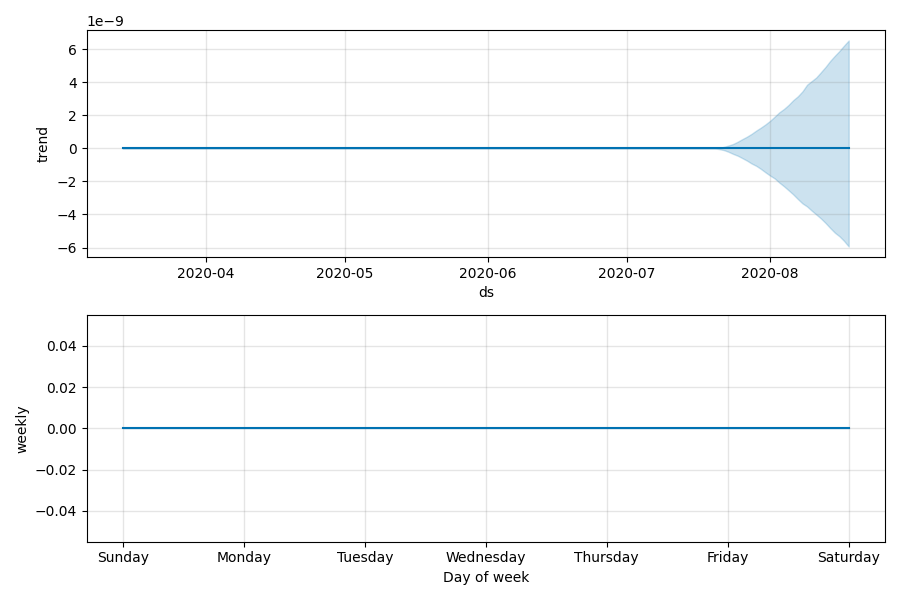 1e−9
6
4
2
0
−2
−4
−6
trend
2020-04 2020-05 2020-06 2020-07 2020-08
ds
0.04
0.02
0.00
−0.02
−0.04
weekly
Sunday Monday Tuesday Wednesday Thursday Friday Saturday
Day of week